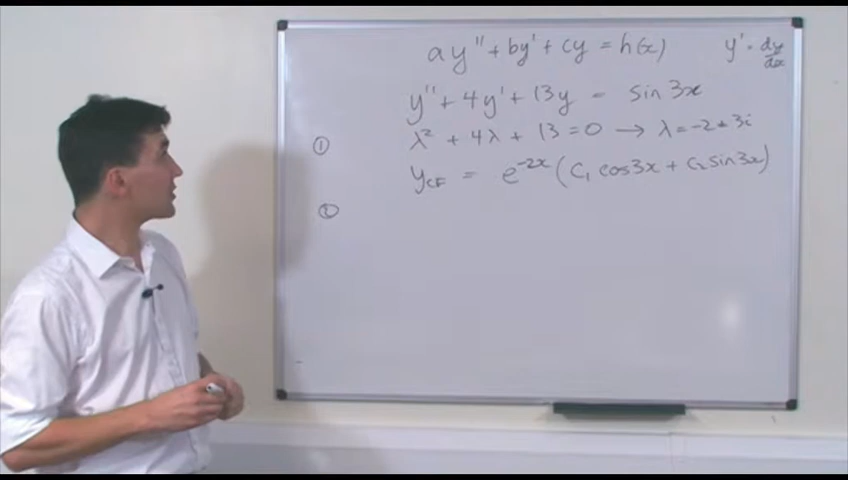 ay'' + by' + cy = h(x) y' = dy/dx
y'' + 4y' + 13y = sin 3x
① λ² + 4λ + 13 = 0 → λ = -2 ± 3i
y_CF = e^{-2x} (C₁ cos3x + C₂ sin3x)
②